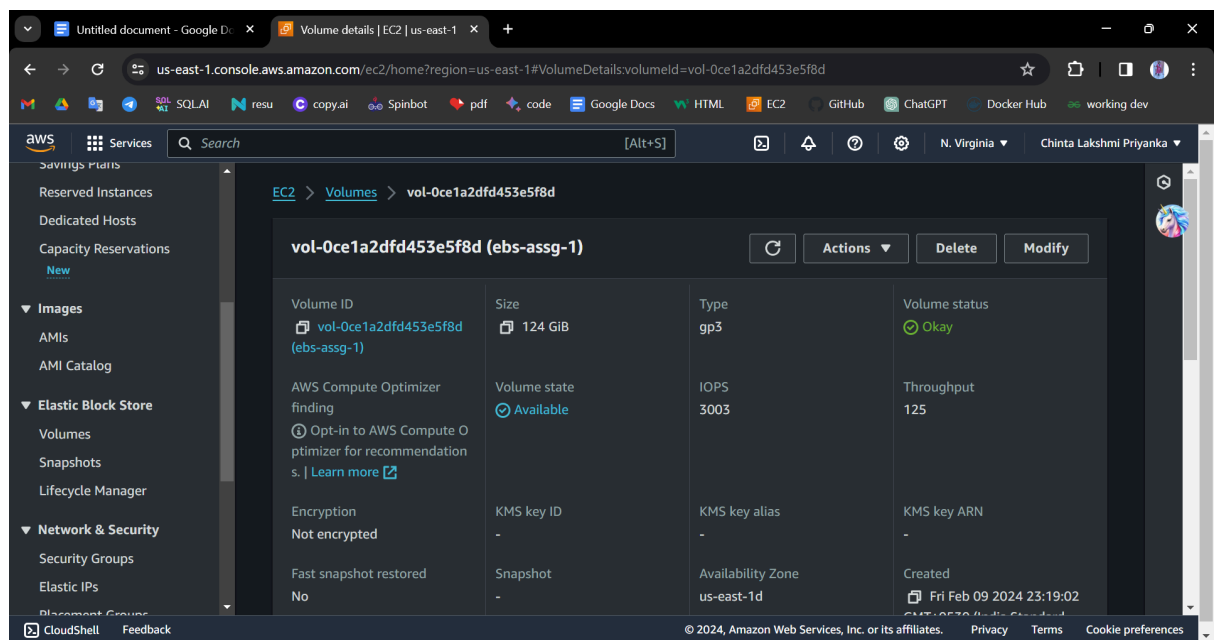 Untitled document - Google Do
Volume details | EC2 | us-east-1
us-east-1.console.aws.amazon.com/ec2/home?region=us-east-1#VolumeDetails:volumeId=vol-0ce1a2dfd453e5f8d
SQL.AI resu copy.ai Spinbot pdf code Google Docs HTML EC2 GitHub ChatGPT Docker Hub working dev
aws Services Search [Alt+S] N. Virginia ▼ Chinta Lakshmi Priyanka ▼
Savings Plans
Reserved Instances
Dedicated Hosts
Capacity Reservations
New
Images
AMIs
AMI Catalog
Elastic Block Store
Volumes
Snapshots
Lifecycle Manager
Network & Security
Security Groups
Elastic IPs
Placement Groups
EC2 > Volumes > vol-0ce1a2dfd453e5f8d
vol-0ce1a2dfd453e5f8d (ebs-assg-1)
Actions ▼ Delete Modify
Volume ID
vol-0ce1a2dfd453e5f8d
(ebs-assg-1)
Size
124 GiB
Type
gp3
Volume status
Okay
AWS Compute Optimizer
finding
Opt-in to AWS Compute O
ptimizer for recommendation
s. | Learn more
Volume state
Available
IOPS
3003
Throughput
125
Encryption
Not encrypted
KMS key ID
-
KMS key alias
-
KMS key ARN
-
Fast snapshot restored
No
Snapshot
-
Availability Zone
us-east-1d
Created
Fri Feb 09 2024 23:19:02
GMT+0530 (India Standard
CloudShell Feedback © 2024, Amazon Web Services, Inc. or its affiliates. Privacy Terms Cookie preferences